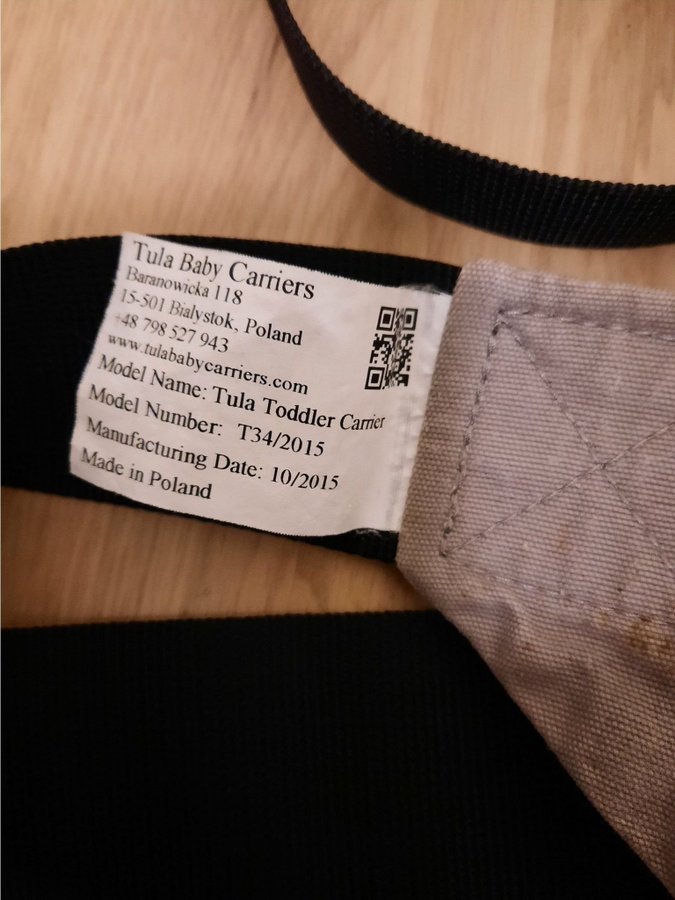 Tula Baby Carriers
Baranowicka 118
15-501 Bialystok, Poland
+48 798 527 943
www.tulababycarriers.com
Model Name: Tula Toddler Carrier
Model Number: T34/2015
Manufacturing Date: 10/2015
Made in Poland